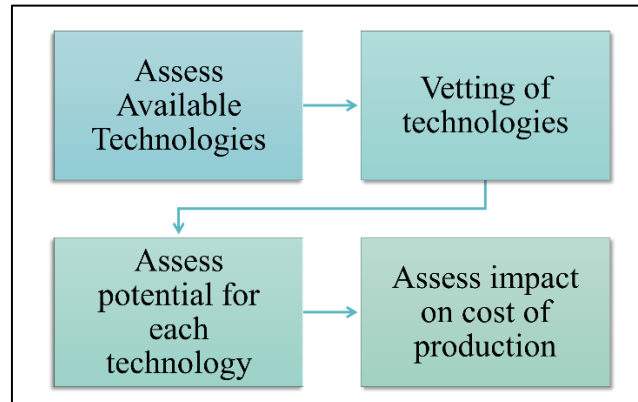 Assess
Available
Technologies
Vetting of
technologies
Assess
potential for
each
technology
Assess impact
on cost of
production